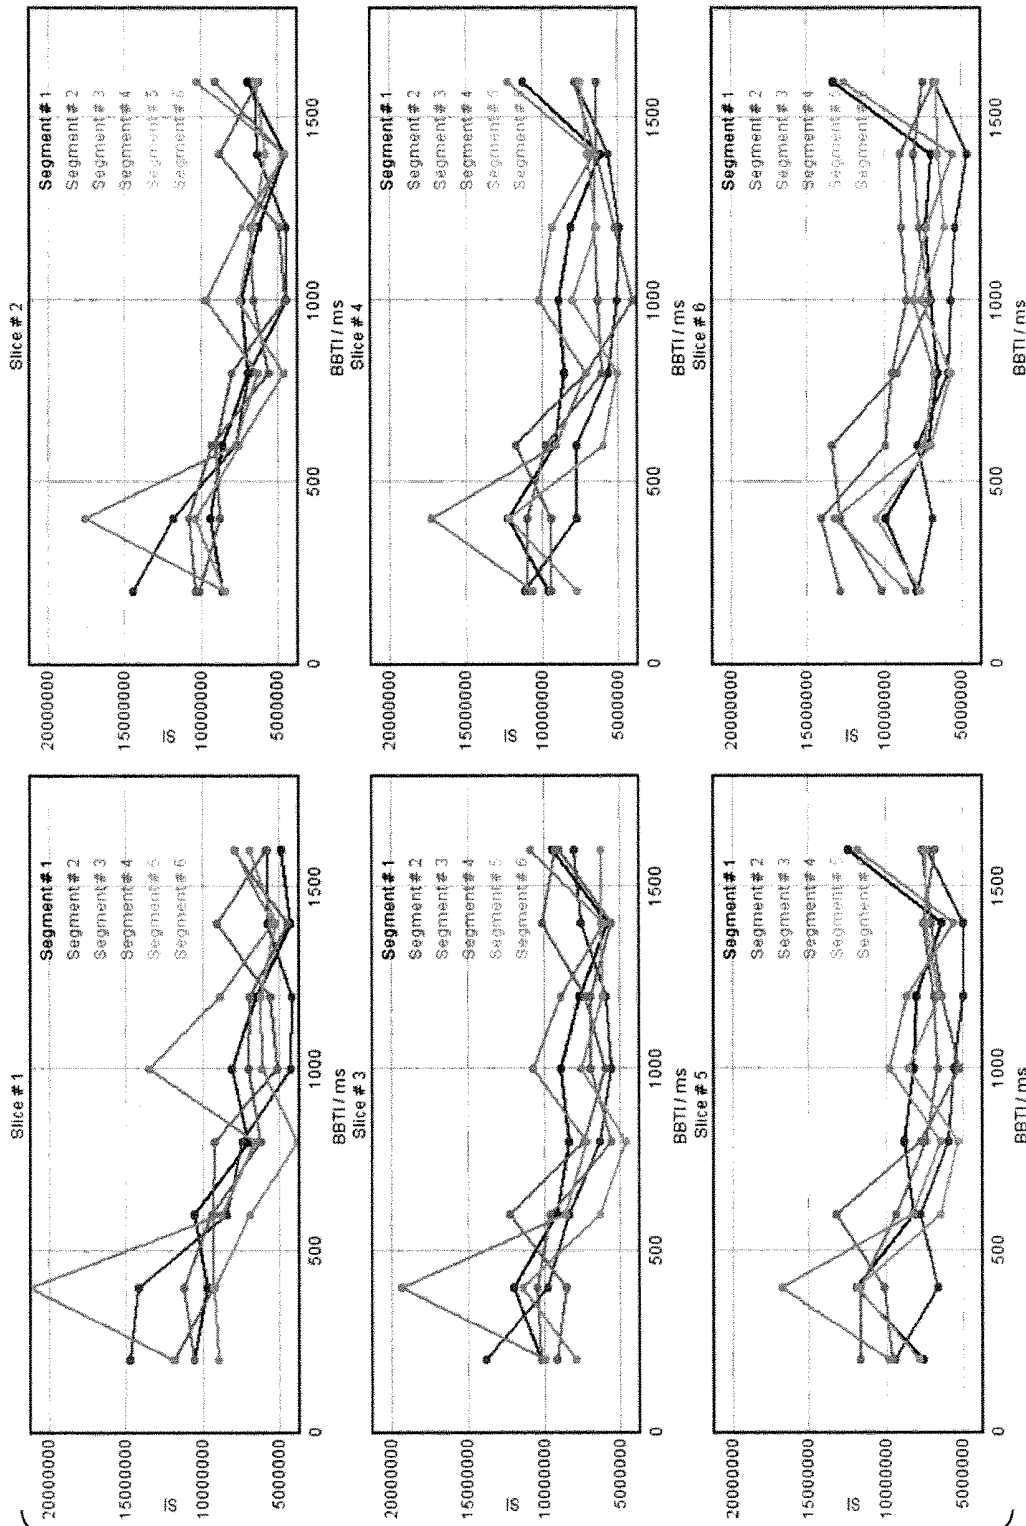 Slice # 1
20000000
15000000
SI
10000000
5000000
0
500
1000
1500
BBTI / ms
Segment# 1
Segment# 2
Segment# 3
Segment# 4
Segment# 5
Segment# 6
Slice # 2
20000000
15000000
SI
10000000
5000000
0
500
1000
1500
BBTI / ms
Segment# 1
Segment# 2
Segment# 3
Segment# 4
Segment# 5
Segment# 6
Slice # 3
20000000
15000000
SI
10000000
5000000
0
500
1000
1500
BBTI / ms
Segment# 1
Segment# 2
Segment# 3
Segment# 4
Segment# 5
Segment# 6
Slice # 4
20000000
15000000
SI
10000000
5000000
0
500
1000
1500
BBTI / ms
Segment# 1
Segment# 2
Segment# 3
Segment# 4
Segment# 5
Segment#
Slice # 5
20000000
15000000
SI
10000000
5000000
0
500
1000
1500
BBTI / ms
Segment# 1
Segment# 2
Segment# 3
Segment# 4
Segment# 5
Segment#
Slice # 6
20000000
15000000
SI
10000000
5000000
0
500
1000
1500
BBTI / ms
Segment# 1
Segment# 2
Segment# 3
Segment# 4
Segment#
Segment#